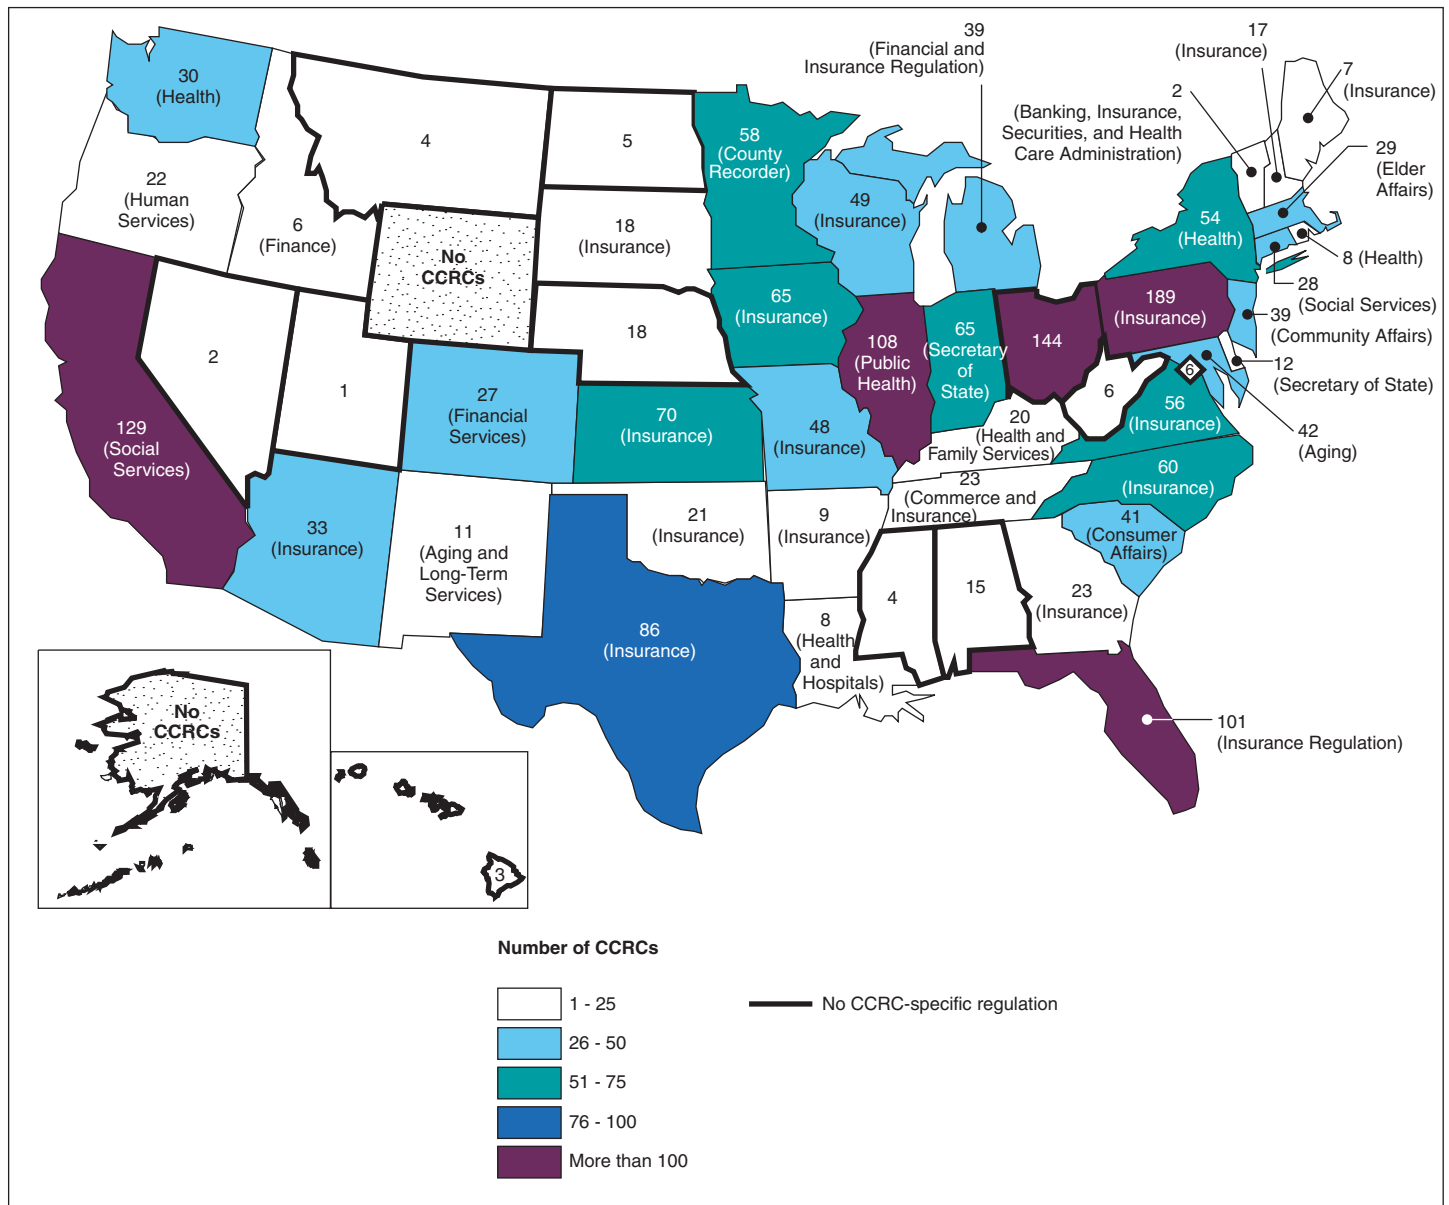 39
(Financial and
Insurance Regulation)
17
(Insurance)
7
(Insurance)
2
(Banking, Insurance,
Securities, and Health
Care Administration)
29
(Elder
Affairs)
30
(Health)
4
5
58
(County
Recorder)
22
(Human
Services)
6
(Finance)
No
CCRCs
18
(Insurance)
49
(Insurance)
54
(Health)
8 (Health)
28
(Social Services)
39
(Community Affairs)
12
(Secretary of State)
42
(Aging)
2
1
18
65
(Insurance)
108
(Public
Health)
65
(Secretary
of
State)
144
189
(Insurance)
6
6
56
(Insurance)
129
(Social
Services)
27
(Financial
Services)
70
(Insurance)
48
(Insurance)
20
(Health and
Family Services)
23
(Commerce and
Insurance)
60
(Insurance)
41
(Consumer
Affairs)
33
(Insurance)
11
(Aging and
Long-Term
Services)
21
(Insurance)
9
(Insurance)
4
15
23
(Insurance)
86
(Insurance)
8
(Health
and
Hospitals)
101
(Insurance Regulation)
No
CCRCs
3
Number of CCRCs
1 - 25
No CCRC-specific regulation
26 - 50
51 - 75
76 - 100
More than 100